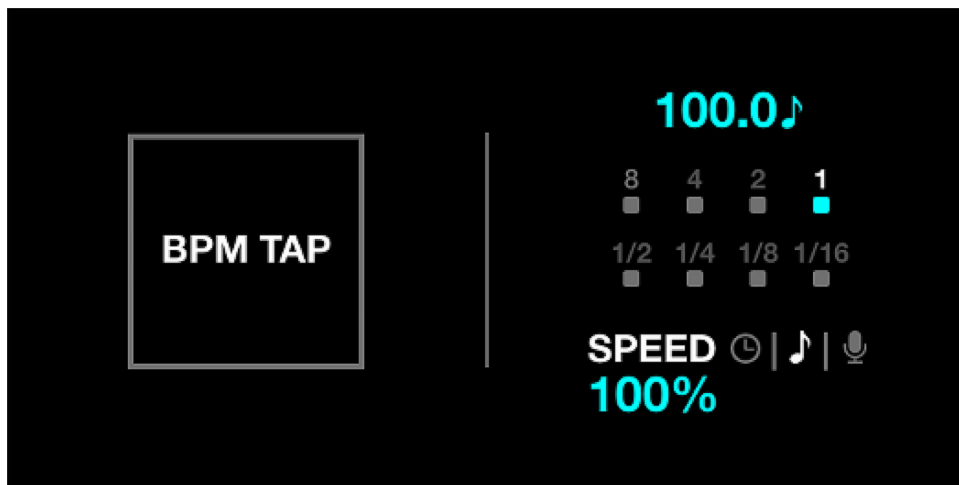 BPM TAP
100.0♪
8 4 2 1
1/2 1/4 1/8 1/16
SPEED | ♪ |
100%